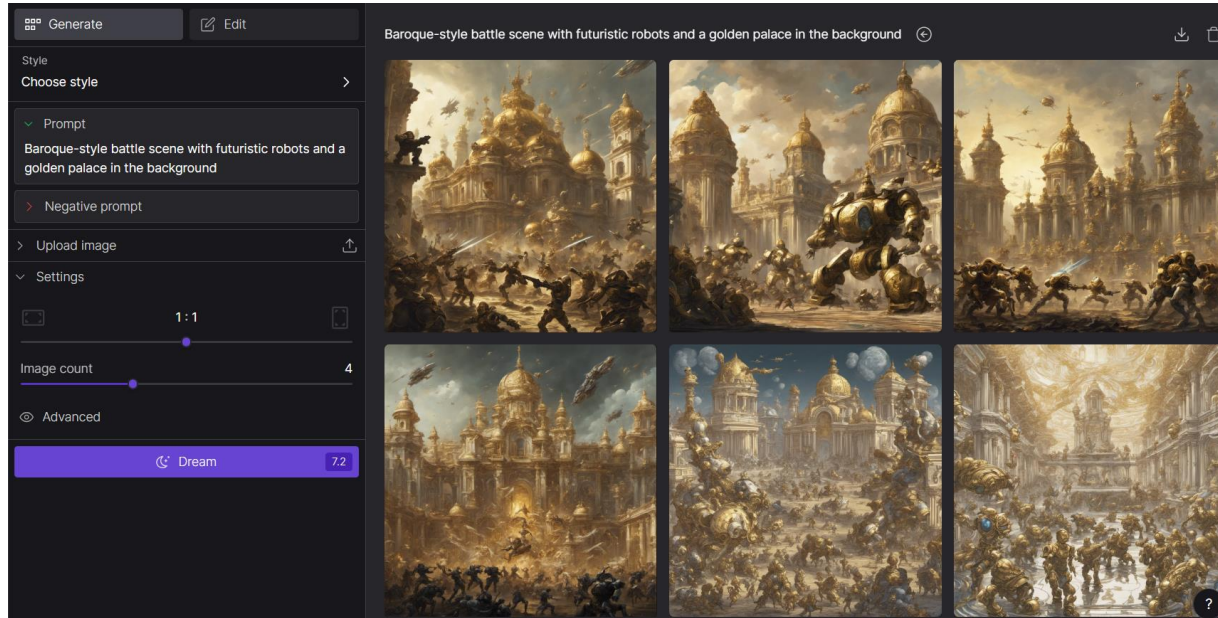 Generate
Edit
Style
Choose style
Prompt
Baroque-style battle scene with futuristic robots and a
golden palace in the background
Negative prompt
Upload image
Settings
1 : 1
Image count 4
Advanced
Dream 7.2
Baroque-style battle scene with futuristic robots and a golden palace in the background
?